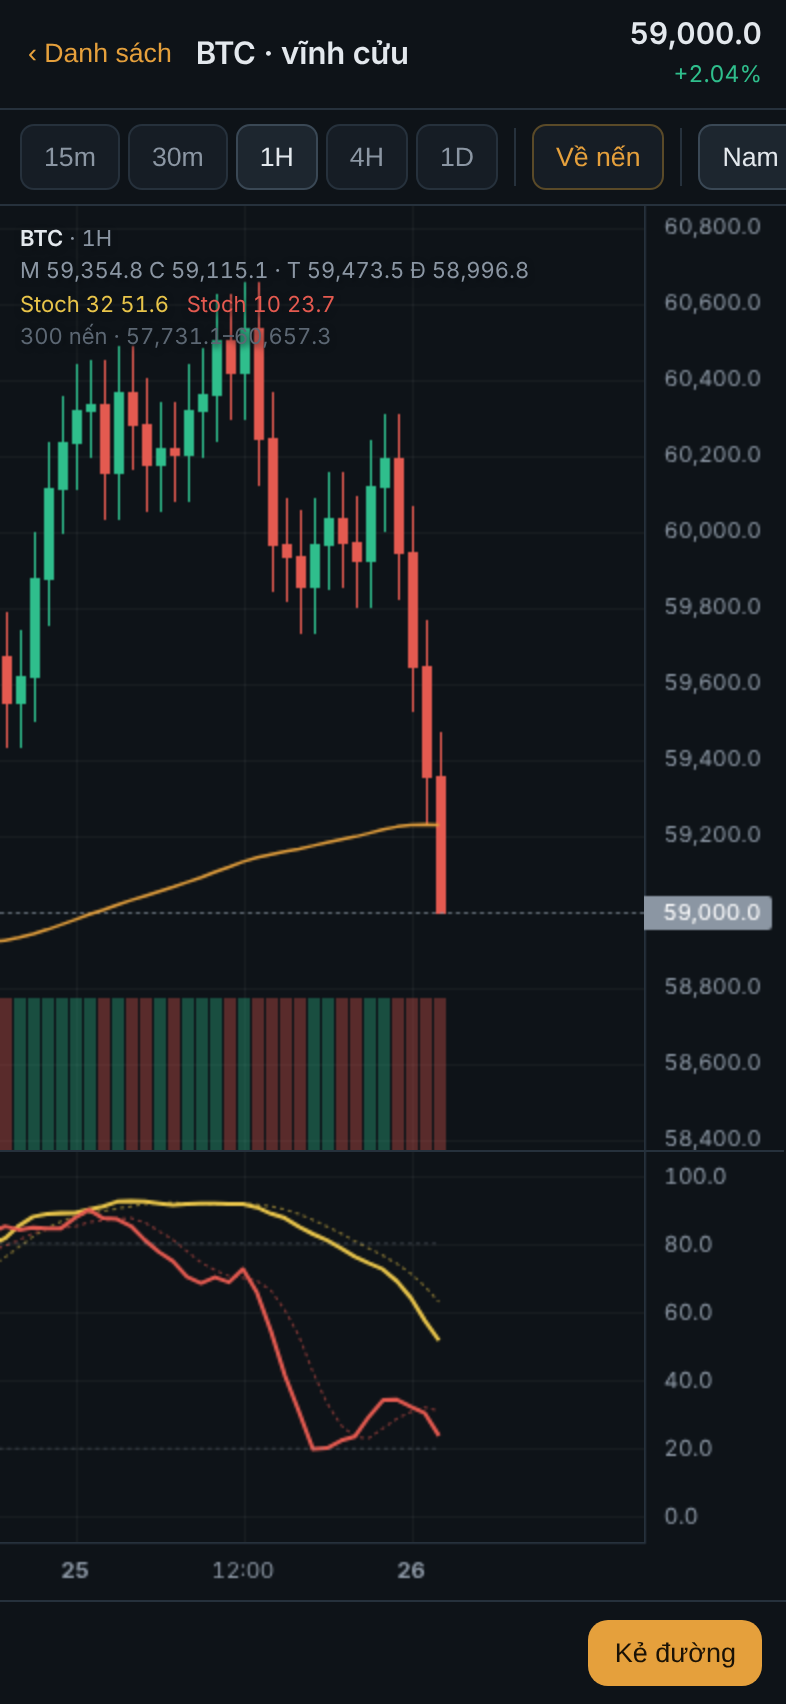 ‹ Danh sách BTC · vĩnh cửu 59,000.0
+2.04%
15m 30m 1H 4H 1D Về nến Nam
BTC · 1H
M 59,354.8 C 59,115.1 · T 59,473.5 Đ 58,996.8
Stoch 32 51.6 Stoch 10 23.7
300 nến · 57,731.1–60,657.3
60,800.0
60,600.0
60,400.0
60,200.0
60,000.0
59,800.0
59,600.0
59,400.0
59,200.0
59,000.0
58,800.0
58,600.0
58,400.0
100.0
80.0
60.0
40.0
20.0
0.0
25 12:00 26
Kẻ đường